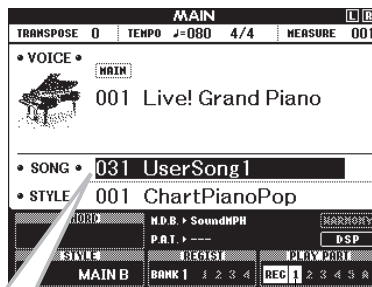 MAIN
L R
TRANSPOSE 0 TEMPO ♩=080 4/4 MEASURE 001
• VOICE •
MAIN
001 Live! Grand Piano
• SONG • 031 UserSong1
• STYLE 001 ChartPianoPop
M.D.B. ▸ SoundMPH HARMONY
P.A.T. ▸ --- DSP
STYLE REGIST PLAY PART
MAIN B BANK 1 1 2 3 4 REG 1 2 3 4 5 A